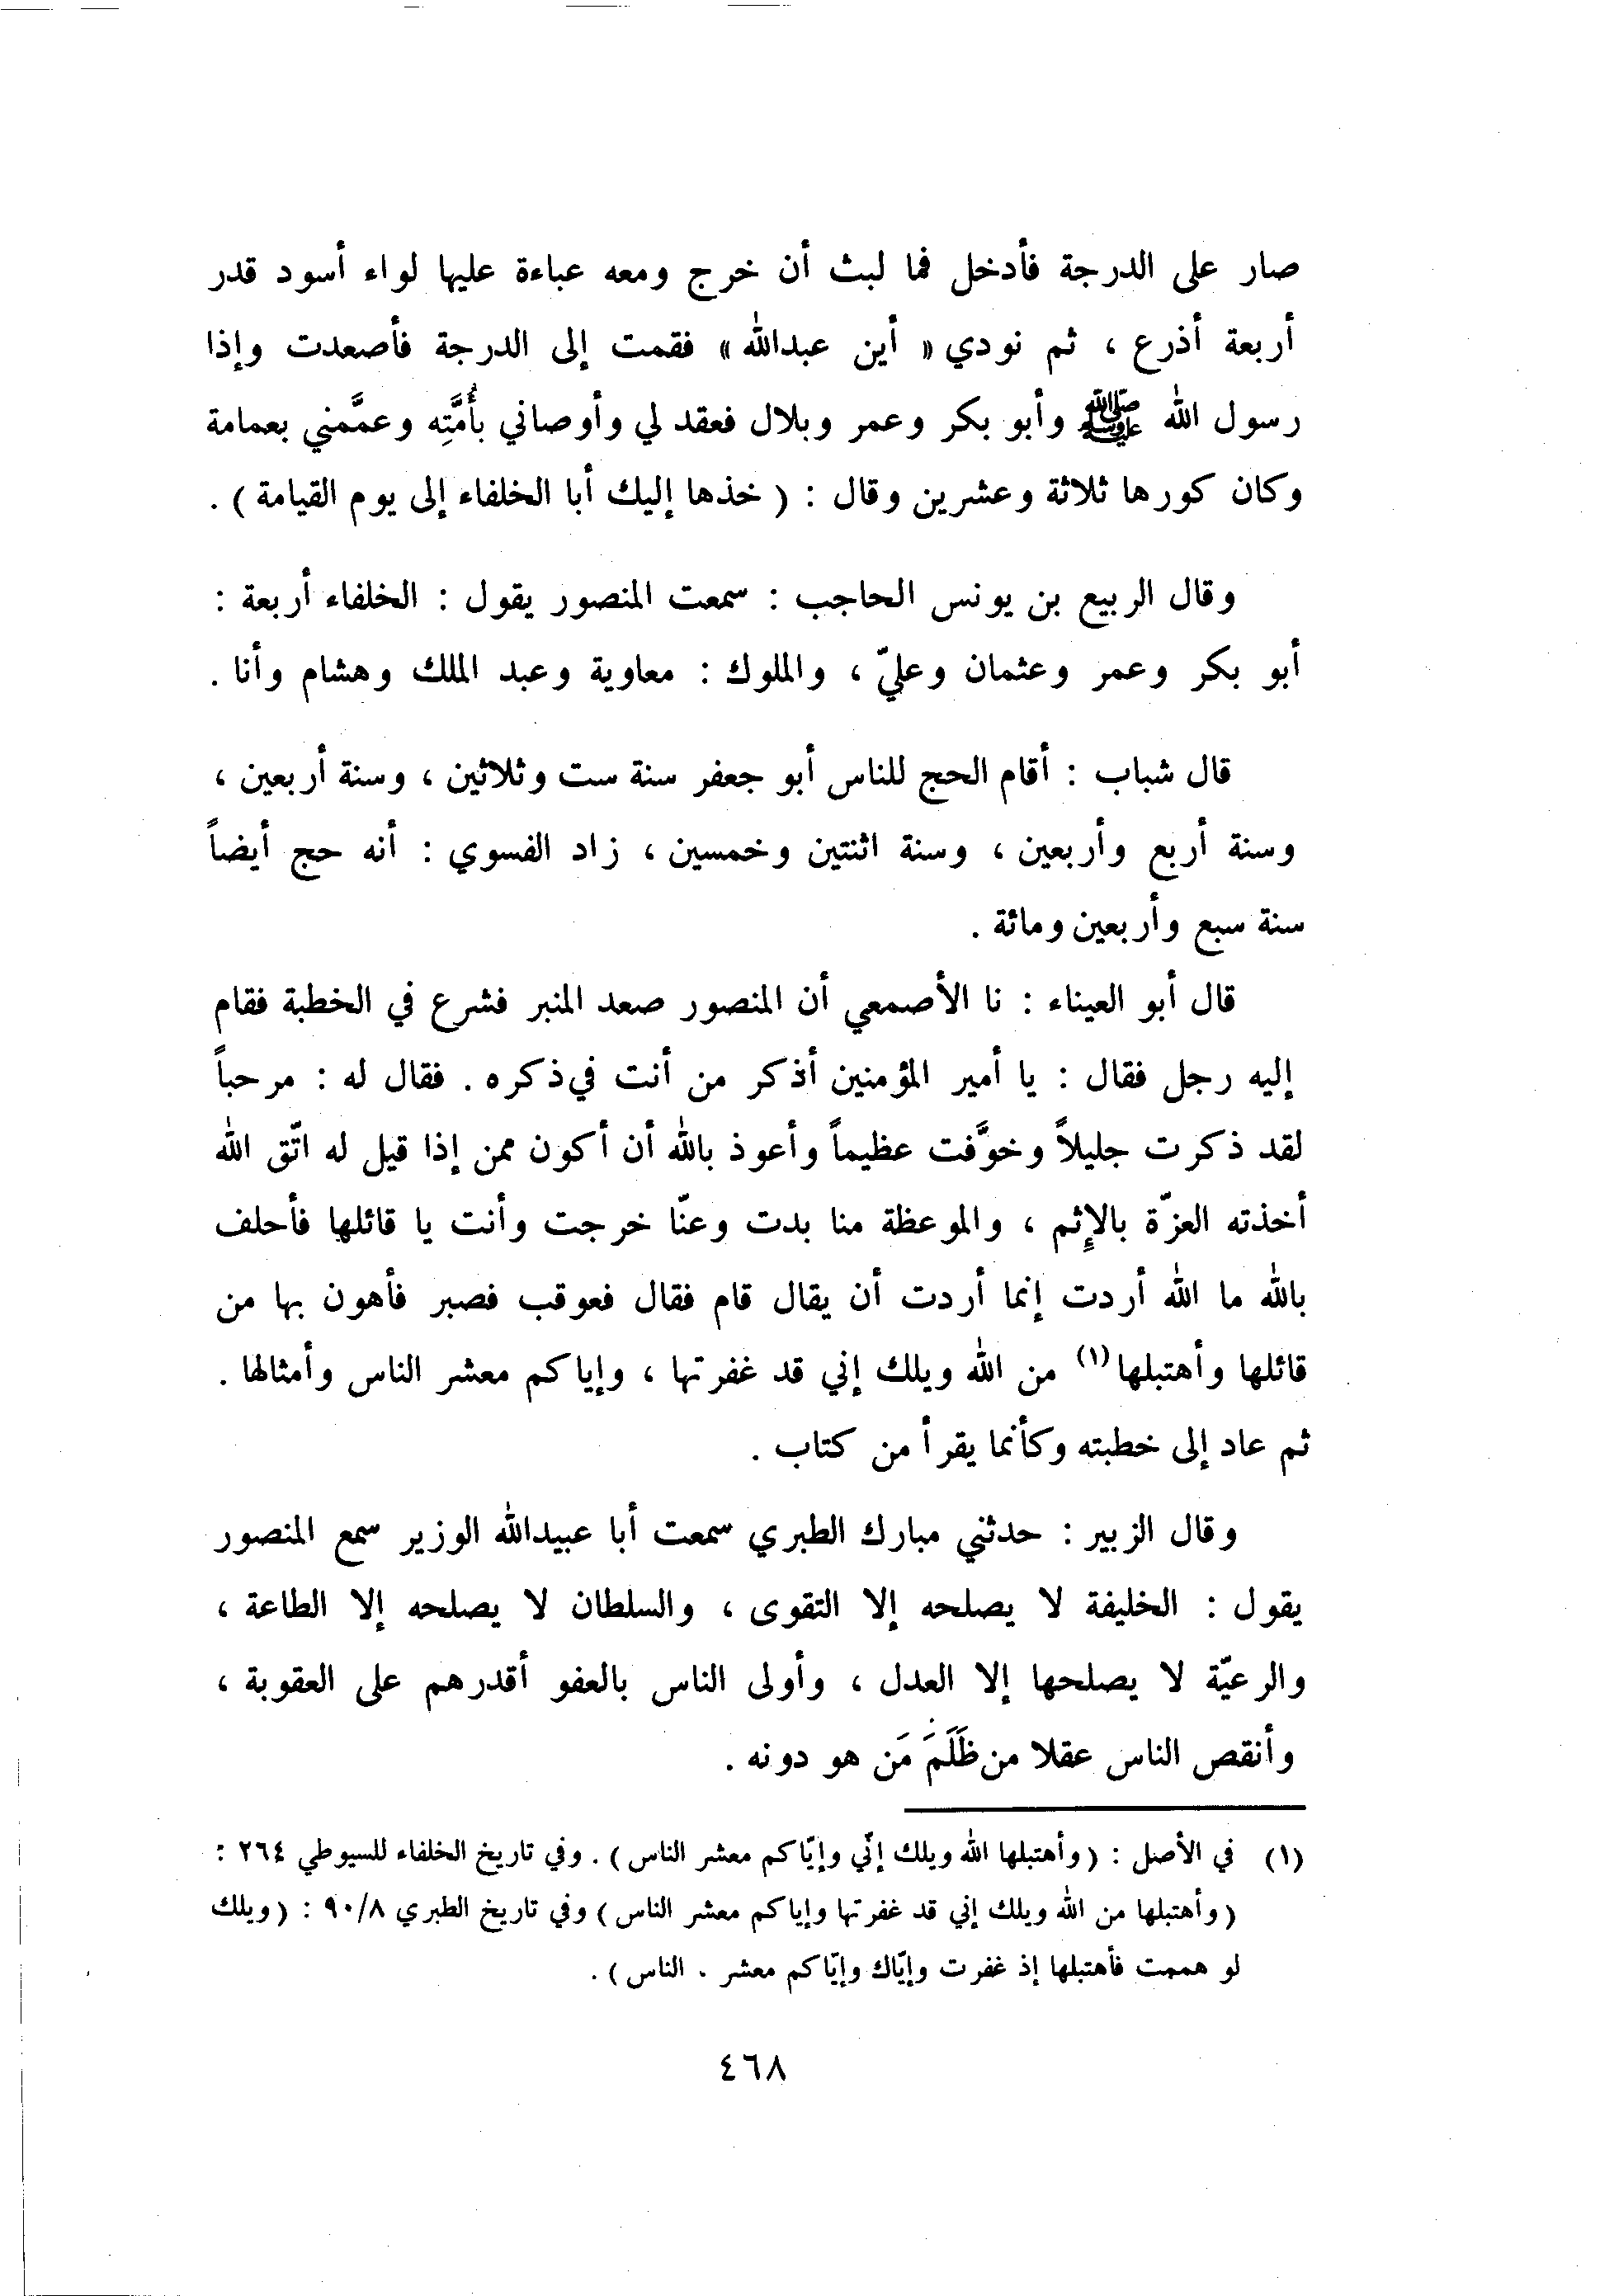 صار على الدرجة فأدخل فما لبث أن خرج ومعه عباءة عليها لواء أسود قدر
أربعة أذرع ، ثم نودي « أين عبدالله » فقمت إلى الدرجة فأصعدت وإذا
رسول الله ﷺ وأبو بكر وعمر وبلال فعقد لي وأوصاني بأُمَّتِه وعمَّمني بعمامة
وكان كورها ثلاثة وعشرين وقال : ( خذها إليك أبا الخلفاء إلى يوم القيامة ) .
وقال الربيع بن يونس الحاجب : سمعت المنصور يقول : الخلفاء أربعة :
أبو بكر وعمر وعثمان وعليّ ، والملوك : معاوية وعبد الملك وهشام وأنا .
قال شباب : أقام الحج للناس أبو جعفر سنة ست وثلاثين ، وسنة أربعين ،
وسنة أربع وأربعين ، وسنة اثنتين وخمسين ، زاد الفسوي : أنه حج أيضاً
سنة سبع وأربعين ومائة .
قال أبو العيناء : نا الأصمعي أن المنصور صعد المنبر فشرع في الخطبة فقام
إليه رجل فقال : يا أمير المؤمنين أذكر من أنت في ذكره . فقال له : مرحباً
لقد ذكرت جليلاً وخوَّفت عظيماً وأعوذ بالله أن أكون ممن إذا قيل له اتّق الله
أخذته العزّة بالإِثم ، والموعظة منا بدت وعنّا خرجت وأنت يا قائلها فأحلف
بالله ما الله أردت إنما أردت أن يقال قام فقال فعوقب فصبر فأهون بها من
قائلها وأهتبلها (١) من الله ويلك إني قد غفرتها ، وإياكم معشر الناس وأمثالها .
ثم عاد إلى خطبته وكأنما يقرأ من كتاب .
وقال الزبير : حدثني مبارك الطبري سمعت أبا عبيدالله الوزير سمع المنصور
يقول : الخليفة لا يصلحه إلا التقوى ، والسلطان لا يصلحه إلا الطاعة ،
والرعيّة لا يصلحها إلا العدل ، وأولى الناس بالعفو أقدرهم على العقوبة ،
وأنقص الناس عقلا من ظَلَمَ مَن هو دونه .
(١) في الأصل : ( وأهتبلها الله ويلك إنّي وإيّاكم معشر الناس ) . وفي تاريخ الخلفاء للسيوطي ٢٦٤ :
( وأهتبلها من الله ويلك إني قد غفرتها وإياكم معشر الناس ) وفي تاريخ الطبري ٩٠/٨ : ( ويلك
لو هممت فأهتبلها إذ غفرت وإيّاك وإيّاكم معشر . الناس ) .
٤٦٨